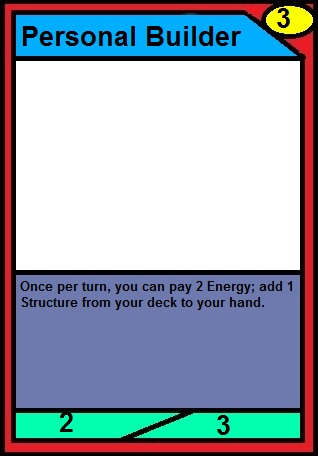 Personal Builder
3
Once per turn, you can pay 2 Energy; add 1
Structure from your deck to your hand.
2
3